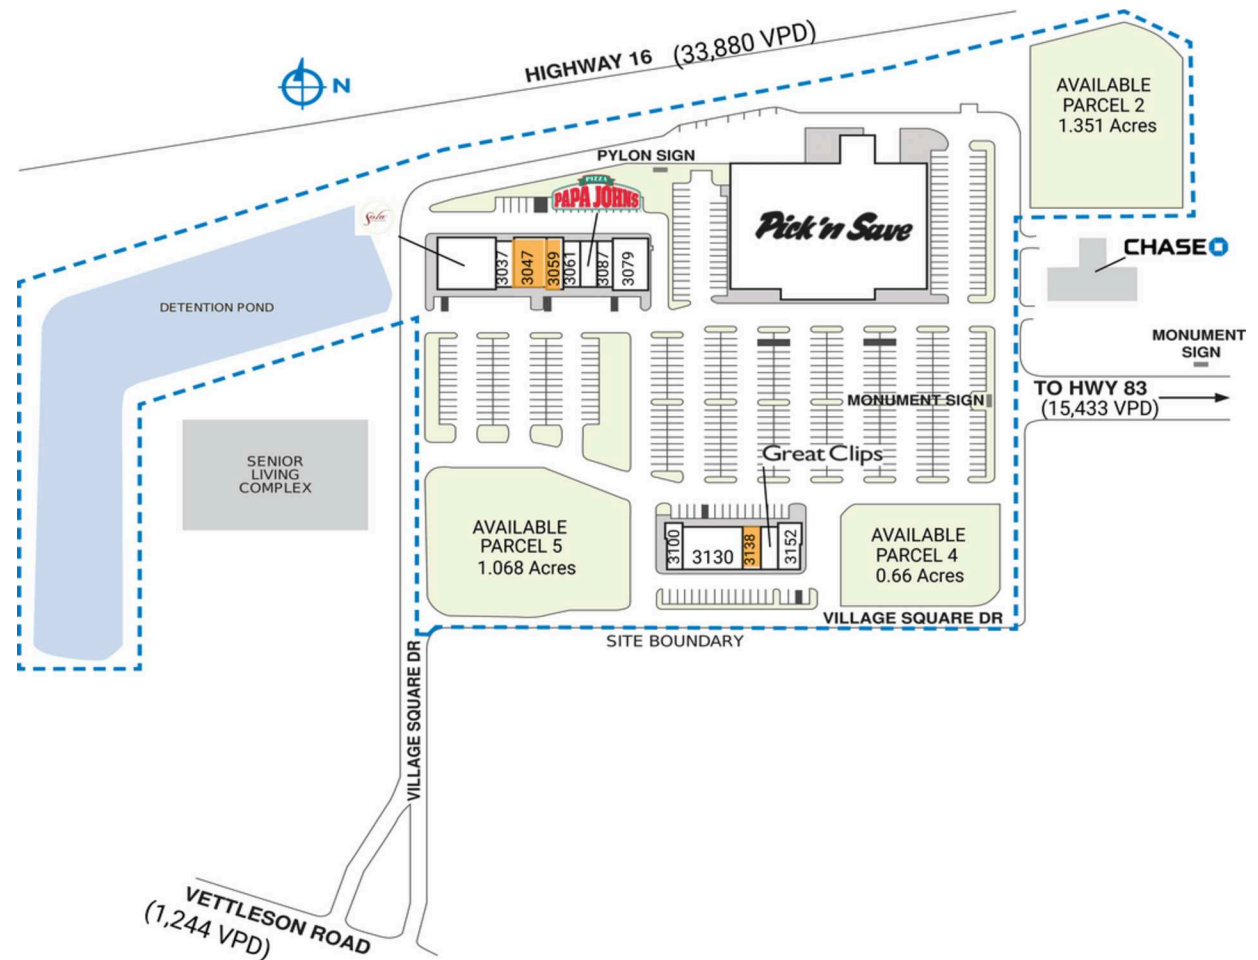 HIGHWAY 16 (33,880 VPD)
N
AVAILABLE
PARCEL 2
1.351 Acres
PYLON SIGN
PIZZA
PAPA JOHNS
Pick 'n Save
CHASE
3037
3047
3059
3061
3087
3079
DETENTION POND
MONUMENT
SIGN
TO HWY 83
(15,433 VPD)
MONUMENT SIGN
Great Clips
SENIOR
LIVING
COMPLEX
AVAILABLE
PARCEL 5
1.068 Acres
3100
3130
3138
3152
AVAILABLE
PARCEL 4
0.66 Acres
VILLAGE SQUARE DR
SITE BOUNDARY
VILLAGE SQUARE DR
VETTLESON ROAD
(1,244 VPD)